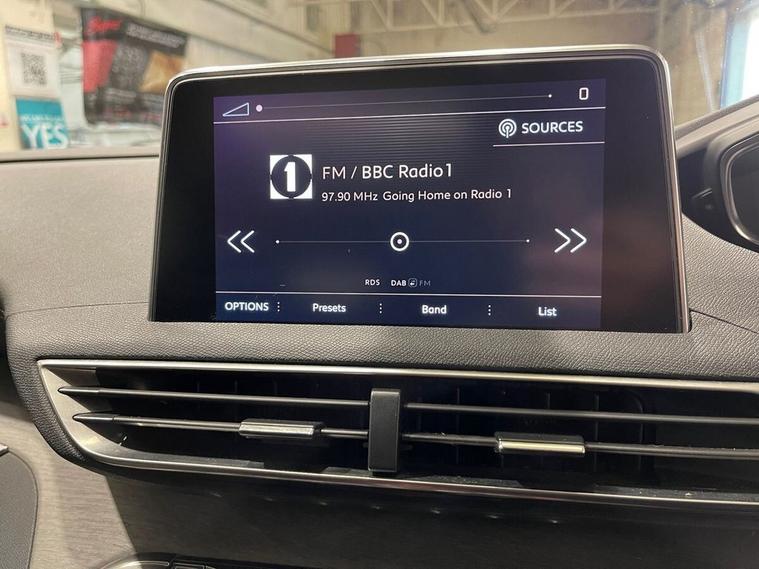 YES
SOURCES
1
FM / BBC Radio 1
97.90 MHz Going Home on Radio 1
RDS DAB FM
OPTIONS Presets Band List